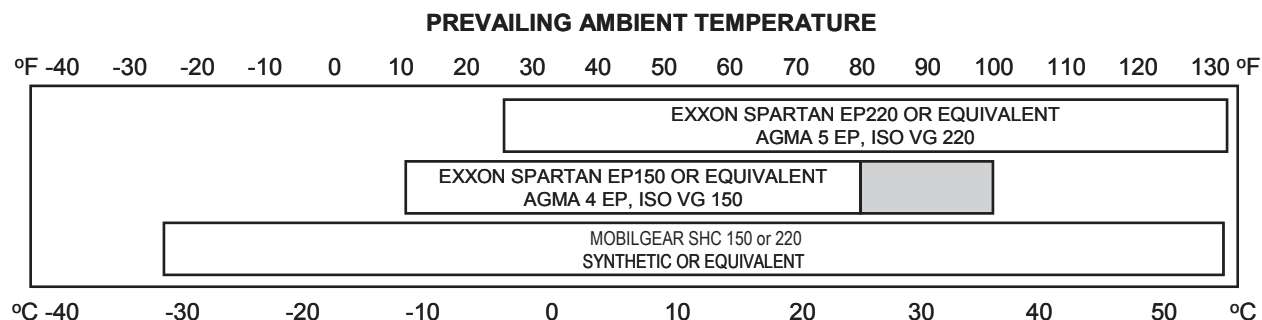 PREVAILING AMBIENT TEMPERATURE
ºF -40 -30 -20 -10 0 10 20 30 40 50 60 70 80 90 100 110 120 130 ºF
EXXON SPARTAN EP220 OR EQUIVALENT
AGMA 5 EP, ISO VG 220
EXXON SPARTAN EP150 OR EQUIVALENT
AGMA 4 EP, ISO VG 150
MOBILGEAR SHC 150 or 220
SYNTHETIC OR EQUIVALENT
ºC -40 -30 -20 -10 0 10 20 30 40 50 ºC